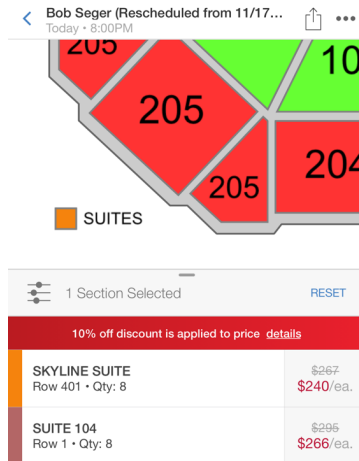 Bob Seger (Rescheduled from 11/17...
Today • 8:00PM
205
10
205
204
205
SUITES
1 Section Selected
RESET
10% off discount is applied to price details
SKYLINE SUITE
$267
Row 401 • Qty: 8
$240/ea.
SUITE 104
$295
Row 1 • Qty: 8
$266/ea.